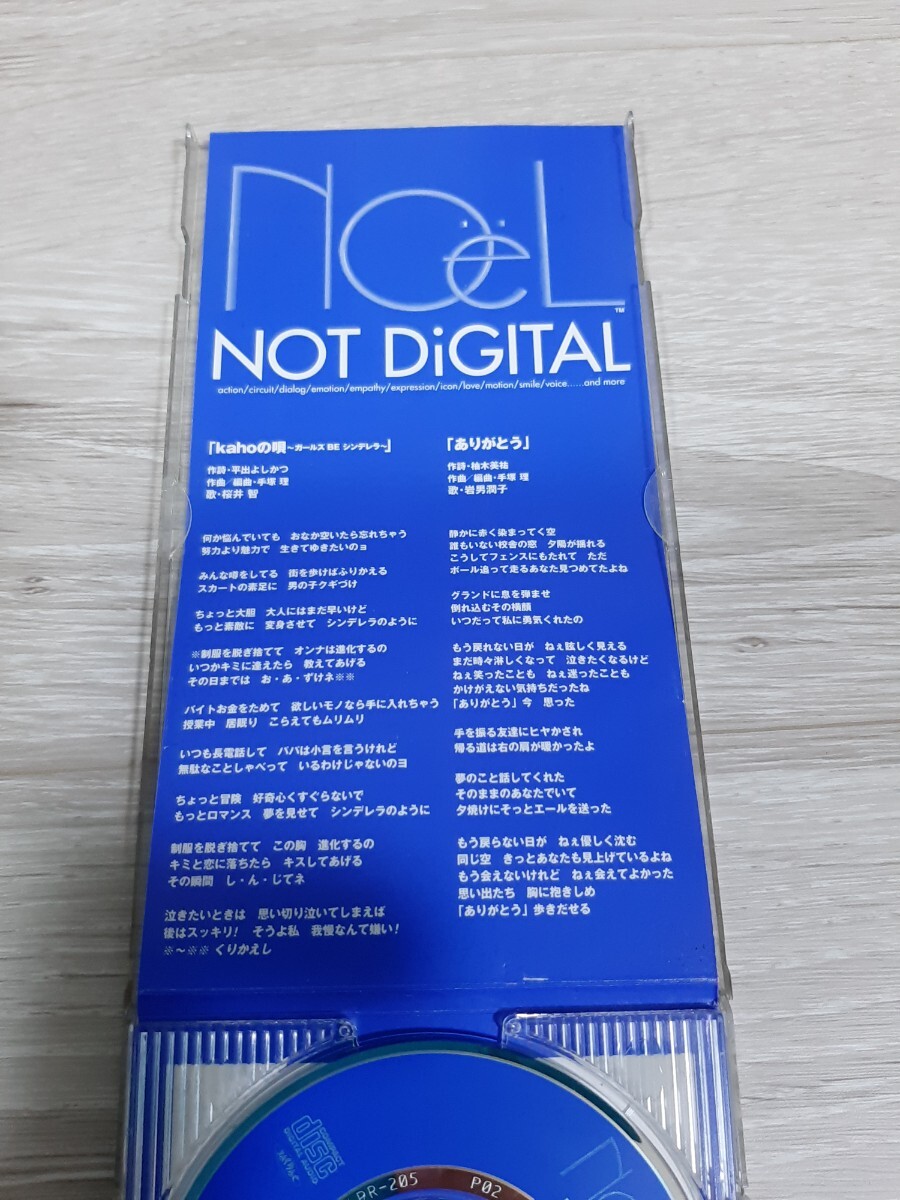 NOëL
TM
NOT DiGITAL
action/circuit/dialog/emotion/empathy/expression/icon/love/motion/smile/voice......and more
「kahoの唄 ~ガールズ BE シンデレラ~」
作詩・平出よしかつ
作曲/編曲・手塚 理
歌・桜井 智
何か悩んでいても おなか空いたら忘れちゃう
努力より魅力で 生きてゆきたいのョ
みんな噂をしてる 街を歩けばふりかえる
スカートの素足に 男の子クギづけ
ちょっと大胆 大人にはまだ早いけど
もっと素敵に 変身させて シンデレラのように
※制服を脱ぎ捨てて オンナは進化するの
いつかキミに逢えたら 教えてあげる
その日までは お・あ・ずけネ※※
バイトお金をためて 欲しいモノなら手に入れちゃう
授業中 居眠り こらえてもムリムリ
いつも長電話して パパは小言を言うけれど
無駄なことしゃべって いるわけじゃないのヨ
ちょっと冒険 好奇心くすぐらないで
もっとロマンス 夢を見せて シンデレラのように
制服を脱ぎ捨てて この胸 進化するの
キミと恋に落ちたら キスしてあげる
その瞬間 し・ん・じてネ
泣きたいときは 思い切り泣いてしまえば
後はスッキリ! そうよ私 我慢なんて嫌い!
※~※※ くりかえし
「ありがとう」
作詩・柚木美祐
作曲/編曲・手塚 理
歌・岩男潤子
静かに赤く染まってく空
誰もいない校舎の窓 夕陽が揺れる
こうしてフェンスにもたれて ただ
ボール追って走るあなた見つめてたよね
グランドに息を弾ませ
倒れ込むその横顔
いつだって私に勇気くれたの
もう戻れない日が ねぇ眩しく見える
まだ時々淋しくなって 泣きたくなるけど
ねぇ笑ったことも ねぇ迷ったことも
かけがえない気持ちだったね
「ありがとう」今 思った
手を振る友達にヒヤかされ
帰る道は右の肩が暖かったよ
夢のこと話してくれた
そのままのあなたでいて
夕焼けにそっとエールを送った
もう戻らない日が ねぇ優しく沈む
同じ空 きっとあなたも見上げているよね
もう会えないけれど ねぇ会えてよかった
思い出たち 胸に抱きしめ
「ありがとう」歩きだせる
COMPACT
disc
DIGITAL AUDIO
RR-205
P02
Noë